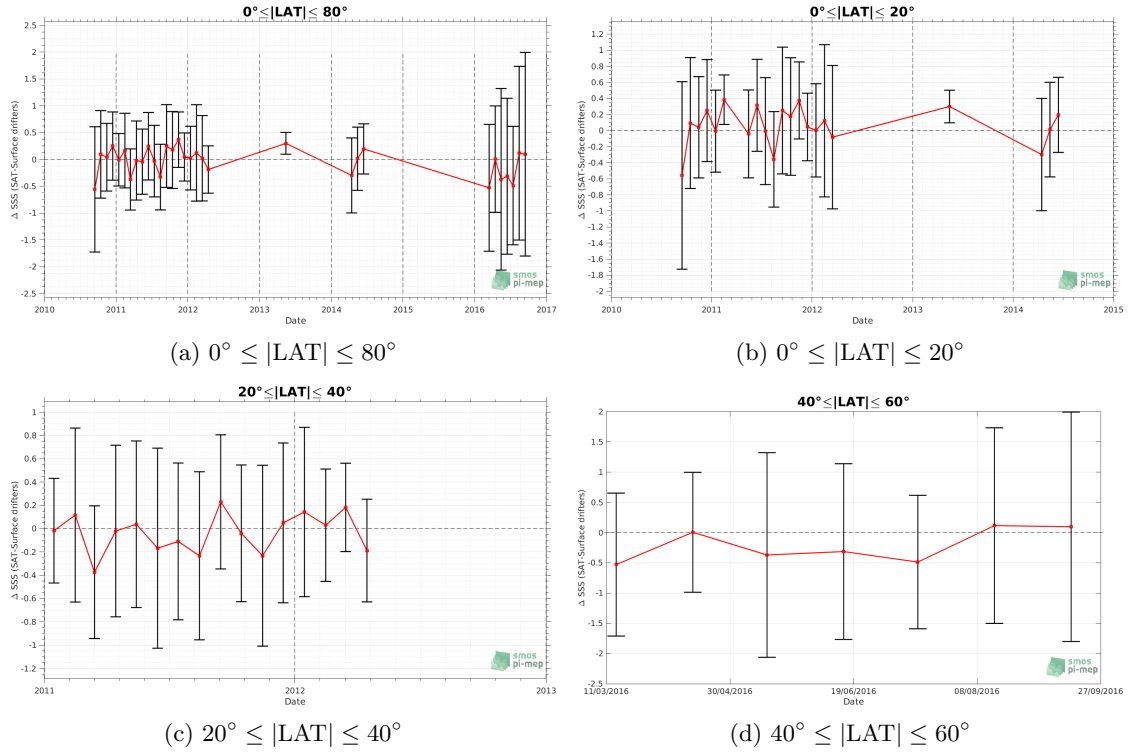 0°≤|LAT|≤ 80°
Δ SSS (SAT-Surface drifters)
2.5
2
1.5
1
0.5
0
-0.5
-1
-1.5
-2
-2.5
2010 2011 2012 2013 2014 2015 2016 2017
Date
smos
pi-mep
(a) 0° ≤ |LAT| ≤ 80°
0°≤|LAT|≤ 20°
Δ SSS (SAT-Surface drifters)
1.2
1
0.8
0.6
0.4
0.2
0
-0.2
-0.4
-0.6
-0.8
-1
-1.2
-1.4
-1.6
-1.8
-2
2010 2011 2012 2013 2014 2015
Date
smos
pi-mep
(b) 0° ≤ |LAT| ≤ 20°
20°≤|LAT|≤ 40°
Δ SSS (SAT-Surface drifters)
1
0.8
0.6
0.4
0.2
0
-0.2
-0.4
-0.6
-0.8
-1
-1.2
2011 2012 2013
Date
smos
pi-mep
(c) 20° ≤ |LAT| ≤ 40°
40°≤|LAT|≤ 60°
Δ SSS (SAT-Surface drifters)
2
1.5
1
0.5
0
-0.5
-1
-1.5
-2
-2.5
11/03/2016 30/04/2016 19/06/2016 08/08/2016 27/09/2016
Date
smos
pi-mep
(d) 40° ≤ |LAT| ≤ 60°